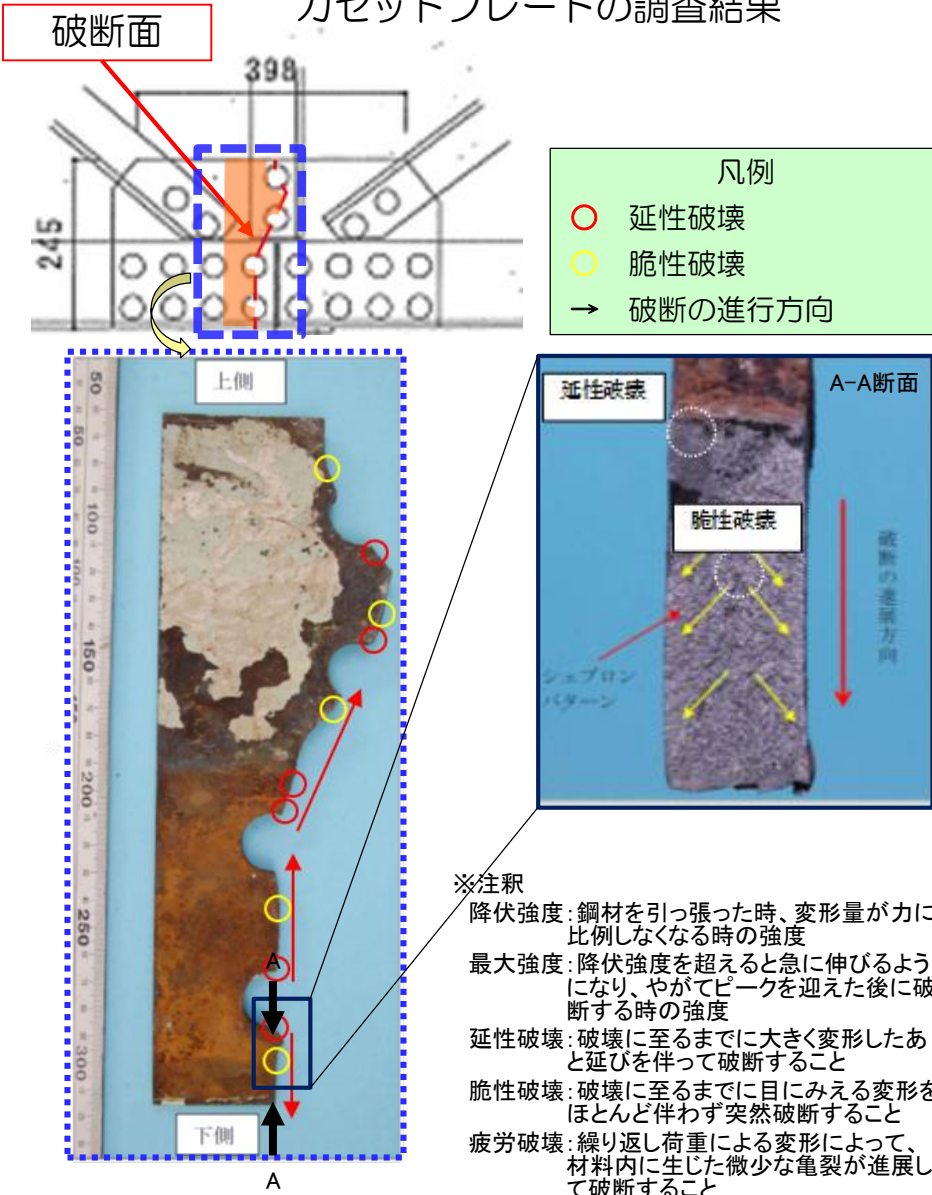 ガセットプレートの調査結果
破断面
398
245
凡例
延性破壊
脆性破壊
→ 破断の進行方向
上側
50
50
100
150
200
250
300
A
下側
A
A-A断面
延性破壊
脆性破壊
破断の進展方向
シェブロン
パターン
※注釈
降伏強度:鋼材を引っ張った時、変形量が力に
比例しなくなる時の強度
最大強度:降伏強度を超えると急に伸びるよう
になり、やがてピークを迎えた後に破
断する時の強度
延性破壊:破壊に至るまでに大きく変形したあ
と延びを伴って破断すること
脆性破壊:破壊に至るまでに目にみえる変形を
ほとんど伴わず突然破断すること
疲労破壊:繰り返し荷重による変形によって、
材料内に生じた微少な亀裂が進展し
て破断すること